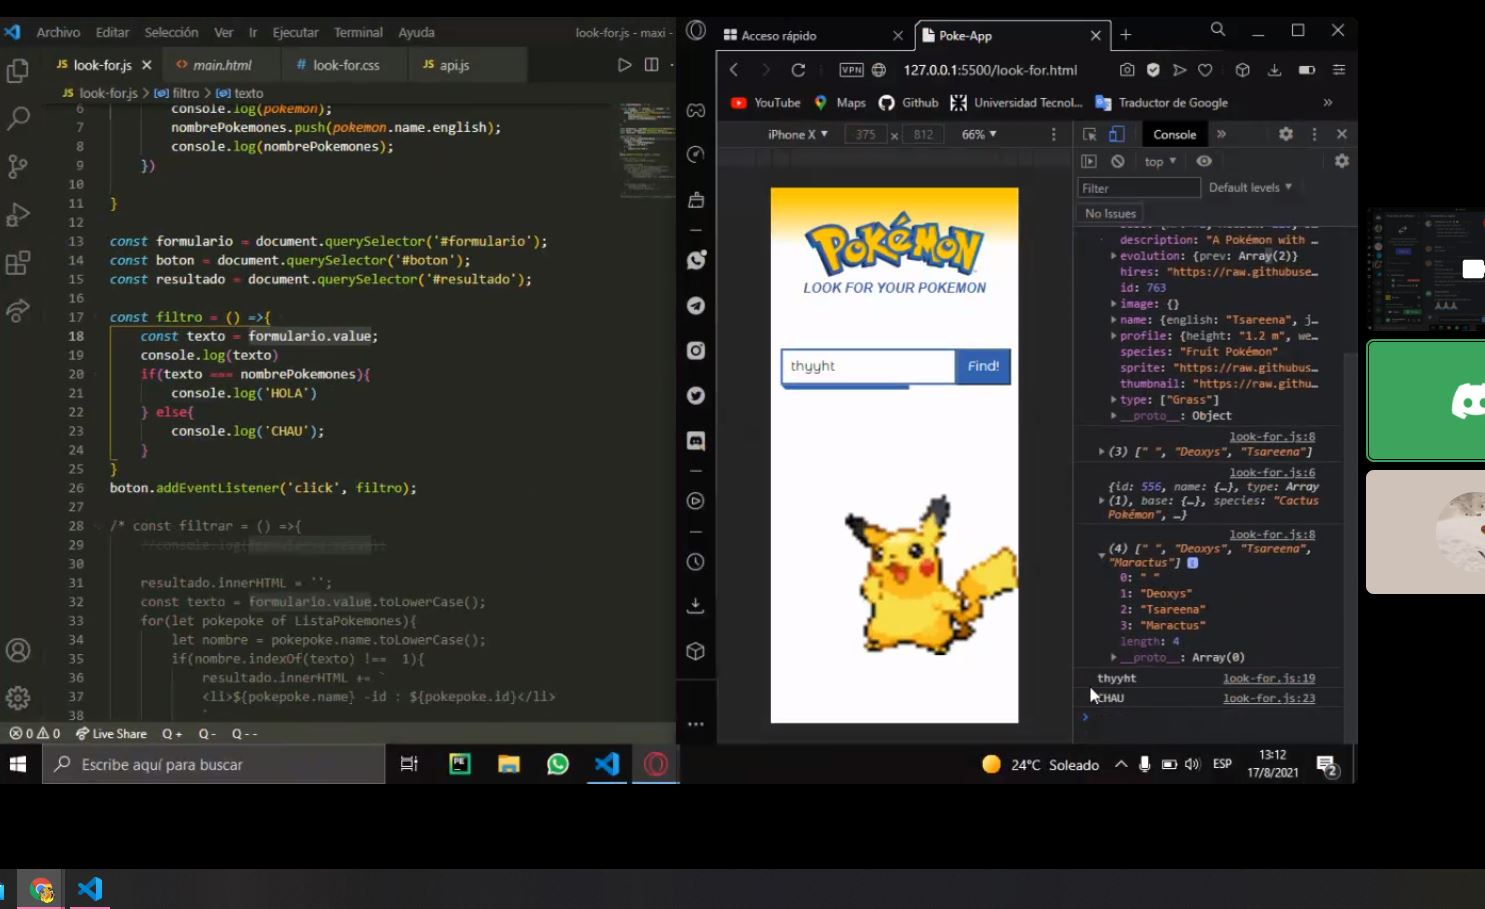 Archivo Editar Selección Ver Ir Ejecutar Terminal Ayuda look-for.js - maxi -
JS look-for.js × <> main.html # look-for.css JS api.js
JS look-for.js > filtro > texto
6 console.log(pokemon);
7 nombrePokemones.push(pokemon.name.english);
8 console.log(nombrePokemones);
9 })
10
11 }
12
13 const formulario = document.querySelector('#formulario');
14 const boton = document.querySelector('#boton');
15 const resultado = document.querySelector('#resultado');
16
17 const filtro = () =>{
18 const texto = formulario.value;
19 console.log(texto)
20 if(texto === nombrePokemones){
21 console.log('HOLA')
22 } else{
23 console.log('CHAU');
24 }
25 }
26 boton.addEventListener('click', filtro);
27
28 /* const filtrar = () =>{
29
30
31 resultado.innerHTML = '';
32 const texto = formulario.value.toLowerCase();
33 for(let pokepoke of ListaPokemones){
34 let nombre = pokepoke.name.toLowerCase();
35 if(nombre.indexOf(texto) !== 1){
36 resultado.innerHTML += `
37 <li>${pokepoke.name} -id : ${pokepoke.id}</li>
38
0 0 Live Share Q + Q - Q - -
Acceso rápido × Poke-App × +
VPN 127.0.0.1:5500/look-for.html
YouTube Maps Github Universidad Tecnol... Traductor de Google »
iPhone X ▼ 375 × 812 66% ▼
POKéMON
LOOK FOR YOUR POKEMON
thyyht Find!
Console »
top ▼
Filter Default levels ▼
No Issues
description: "A Pokémon with …
evolution: {prev: Array(2)}
hires: "https://raw.githubuse…
id: 763
image: {}
name: {english: "Tsareena", j…
profile: {height: "1.2 m", we…
species: "Fruit Pokémon"
sprite: "https://raw.githubus…
thumbnail: "https://raw.githu…
type: ["Grass"]
__proto__: Object
look-for.js:8
(3) [" ", "Deoxys", "Tsareena"]
look-for.js:6
{id: 556, name: {…}, type: Array
(1), base: {…}, species: "Cactus
Pokémon", …}
look-for.js:8
(4) [" ", "Deoxys", "Tsareena",
"Maractus"] i
0: " "
1: "Deoxys"
2: "Tsareena"
3: "Maractus"
length: 4
__proto__: Array(0)
thyyht look-for.js:19
CHAU look-for.js:23
Escribe aquí para buscar
24°C Soleado ESP
13:12
17/8/2021
2